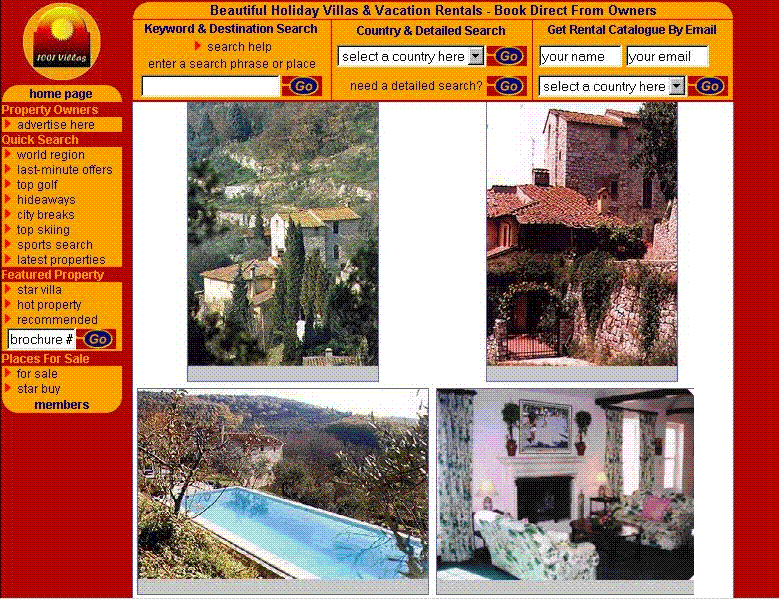 Beautiful Holiday Villas & Vacation Rentals - Book Direct From Owners
Keyword & Destination Search
search help
enter a search phrase or place
Go
Country & Detailed Search
select a country here Go
need a detailed search? Go
Get Rental Catalogue By Email
your name your email
select a country here Go
1001 Villas
home page
Property Owners
advertise here
Quick Search
world region
last-minute offers
top golf
hideaways
city breaks
top skiing
sports search
latest properties
Featured Property
star villa
hot property
recommended
brochure # Go
Places For Sale
for sale
star buy
members